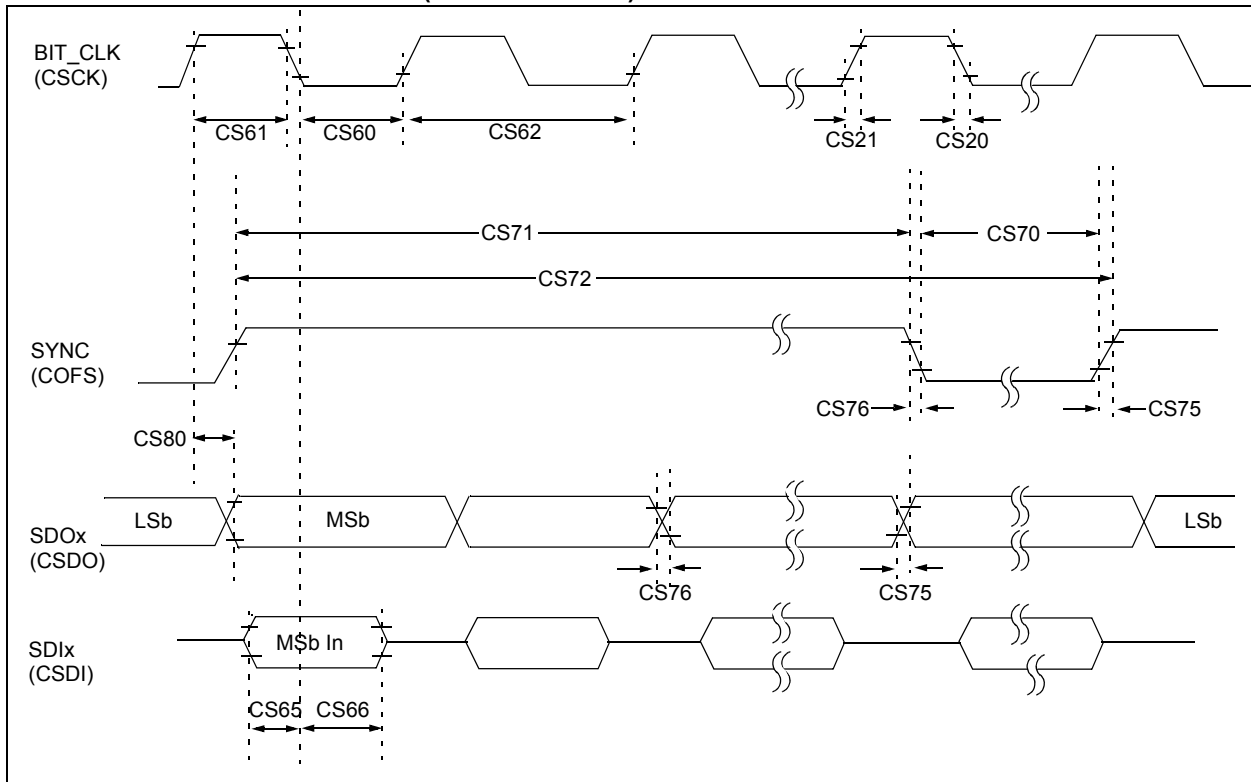 BIT_CLK
(CSCK)
CS61
CS60
CS62
CS21
CS20
CS71
CS70
CS72
SYNC
(COFS)
CS76
CS75
CS80
SDOx
(CSDO)
LSb
MSb
LSb
CS76
CS75
SDIx
(CSDI)
MSb In
CS65
CS66